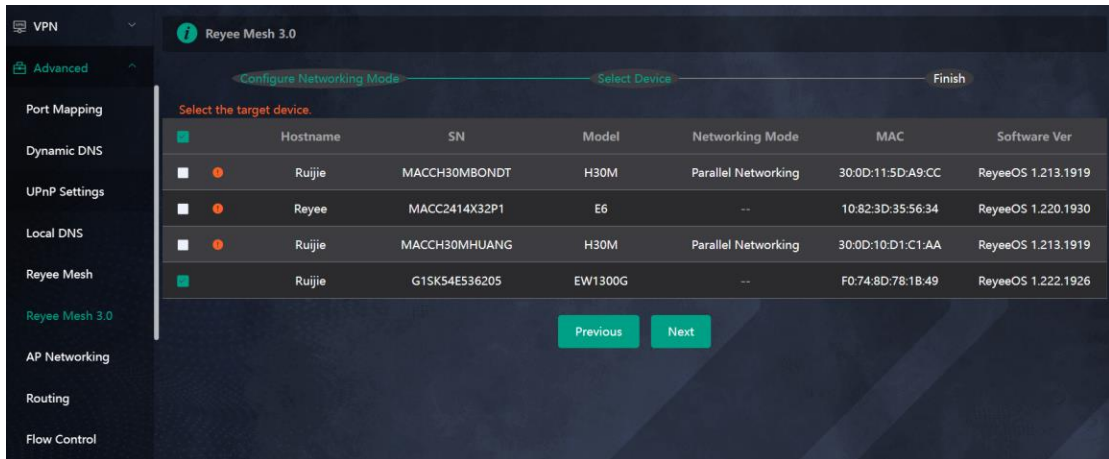 VPN
Advanced
Port Mapping
Dynamic DNS
UPnP Settings
Local DNS
Reyee Mesh
Reyee Mesh 3.0
AP Networking
Routing
Flow Control
Reyee Mesh 3.0
Configure Networking Mode Select Device Finish
Select the target device.
Hostname SN Model Networking Mode MAC Software Ver
Ruijie MACCH30MBONDT H30M Parallel Networking 30:0D:11:5D:A9:CC ReyeeOS 1.213.1919
Reyee MACC2414X32P1 E6 -- 10:82:3D:35:56:34 ReyeeOS 1.220.1930
Ruijie MACCH30MHUANG H30M Parallel Networking 30:0D:10:D1:C1:AA ReyeeOS 1.213.1919
Ruijie G1SK54E536205 EW1300G -- F0:74:8D:78:1B:49 ReyeeOS 1.222.1926
Previous Next